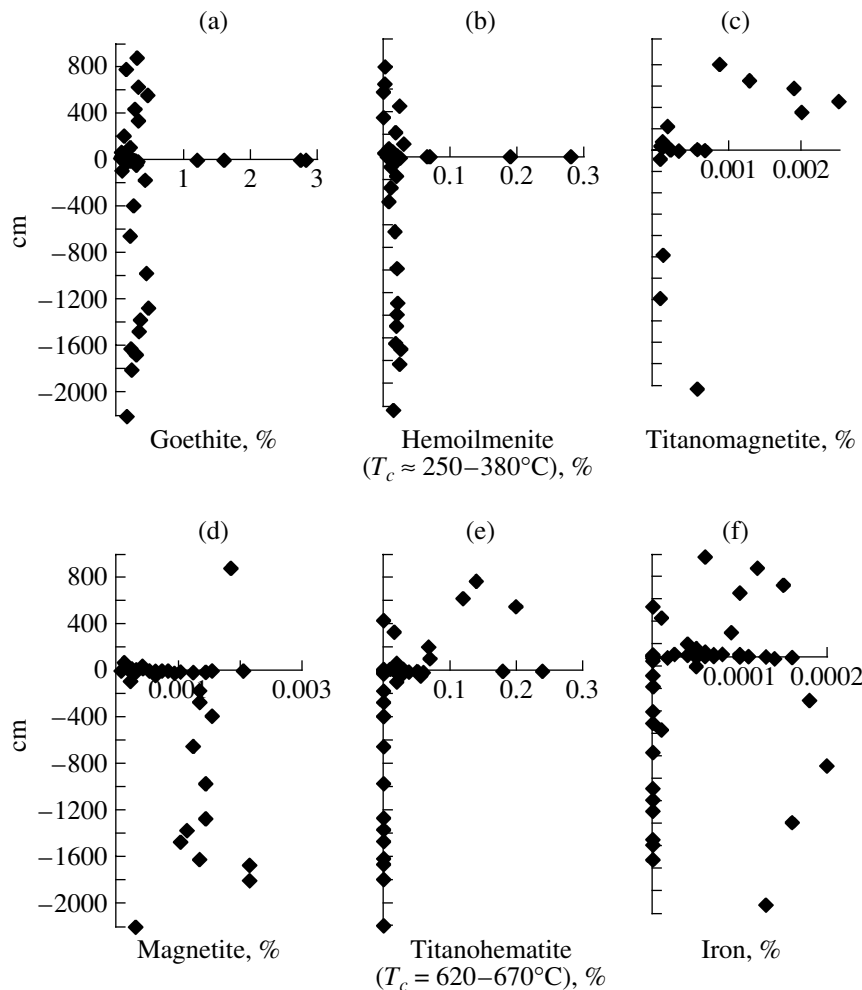 (a) (b) (c)
800
400
0
−400
−800
−1200
−1600
−2000
cm
1 2 3
0.1 0.2 0.3
0.001 0.002
Goethite, %
Hemoilmenite
(Tc ≈ 250–380°C), %
Titanomagnetite, %
(d) (e) (f)
800
400
0
−400
−800
−1200
−1600
−2000
cm
0.001 0.003
0.1 0.2 0.3
0.0001 0.0002
Magnetite, %
Titanohematite
(Tc = 620–670°C), %
Iron, %